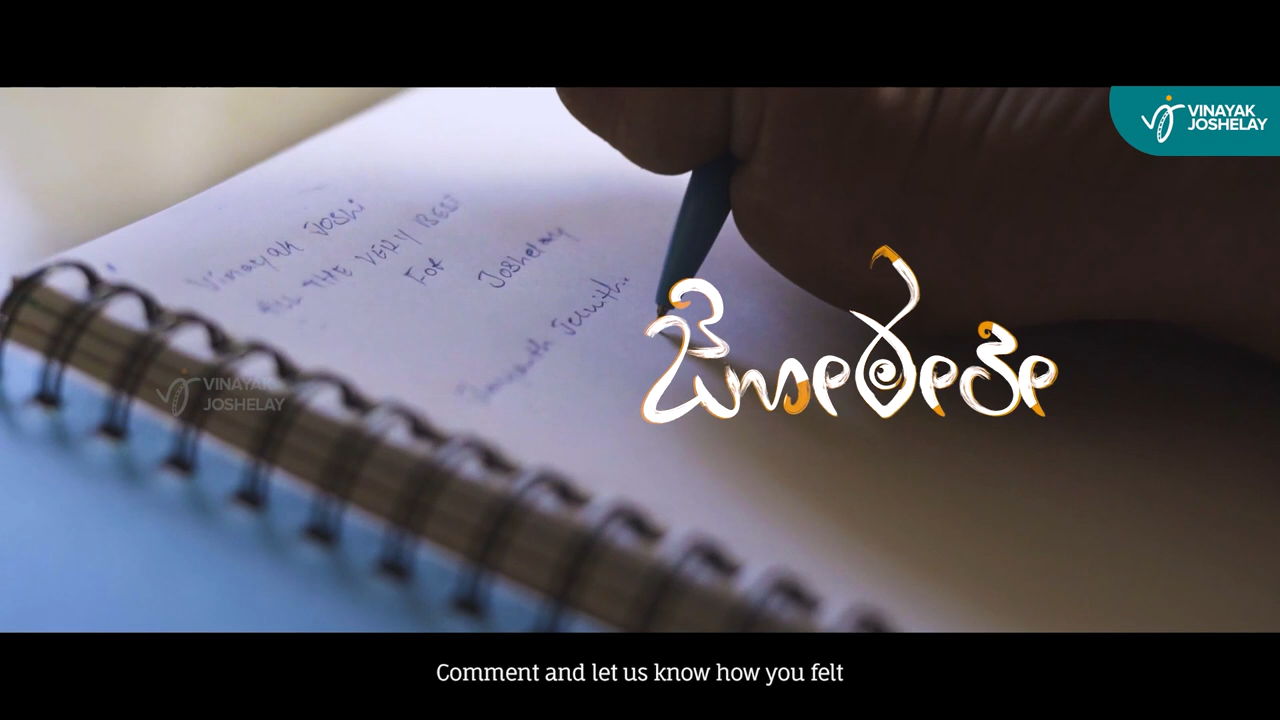 VINAYAK
JOSHELAY
Vinayak Joshi
ALL THE VERY BEST
For Joshelay
VINAYAK
JOSHELAY
Comment and let us know how you felt